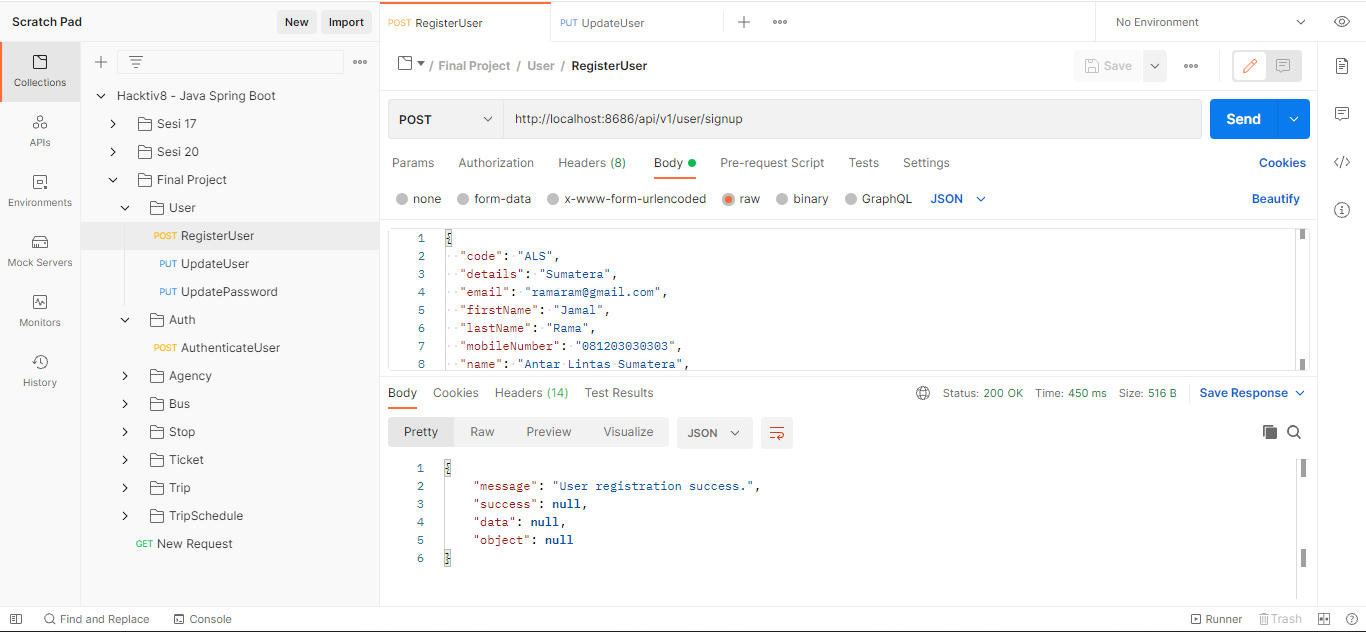 Scratch Pad
New
Import
POST RegisterUser
PUT UpdateUser
No Environment
Collections
APIs
Environments
Mock Servers
Monitors
History
Hacktiv8 - Java Spring Boot
Sesi 17
Sesi 20
Final Project
User
POST RegisterUser
PUT UpdateUser
PUT UpdatePassword
Auth
POST AuthenticateUser
Agency
Bus
Stop
Ticket
Trip
TripSchedule
GET New Request
/ Final Project / User / RegisterUser
Save
POST
http://localhost:8686/api/v1/user/signup
Send
Params Authorization Headers (8) Body Pre-request Script Tests Settings
Cookies
none form-data x-www-form-urlencoded raw binary GraphQL JSON
Beautify
1 {
2 "code": "ALS",
3 "details": "Sumatera",
4 "email": "ramaram@gmail.com",
5 "firstName": "Jamal",
6 "lastName": "Rama",
7 "mobileNumber": "081203030303",
8 "name": "Antar Lintas Sumatera",
Body Cookies Headers (14) Test Results
Status: 200 OK Time: 450 ms Size: 516 B
Save Response
Pretty Raw Preview Visualize JSON
1 {
2 "message": "User registration success.",
3 "success": null,
4 "data": null,
5 "object": null
6 }
Find and Replace
Console
Runner
Trash